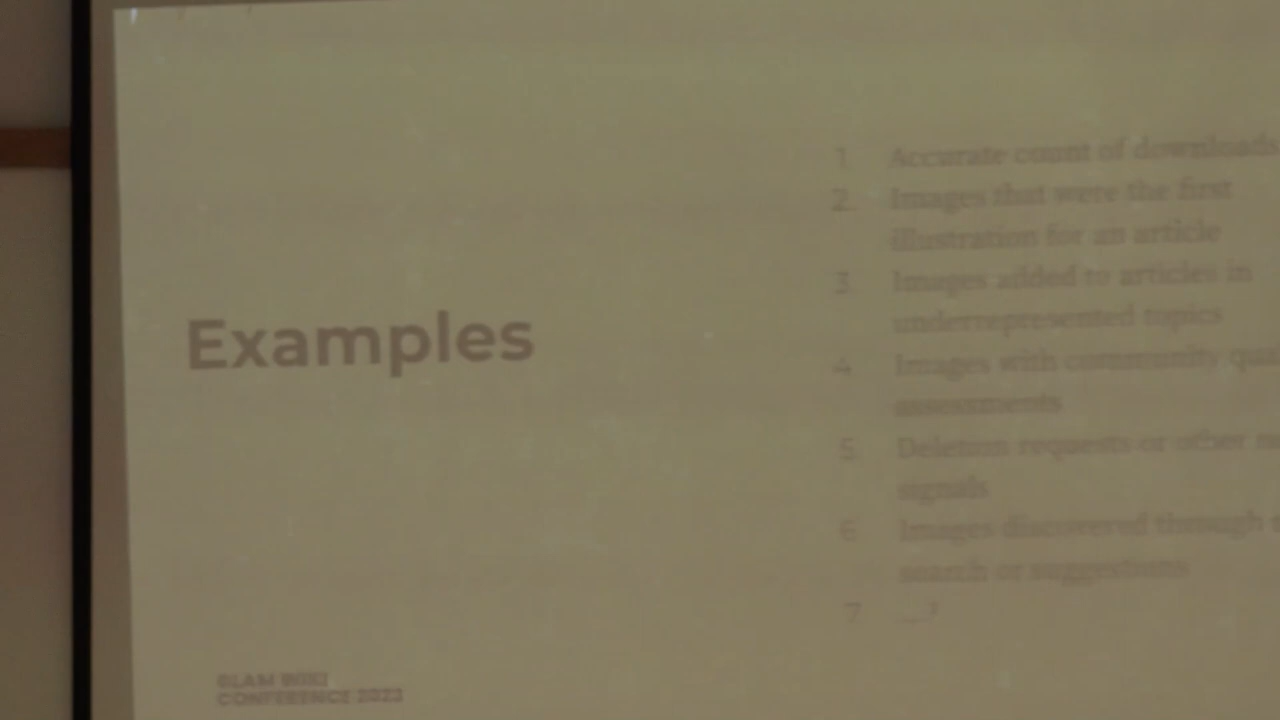 Examples
1 Accurate count of downloads
2. Images that were the first
illustration for an article
3 Images added to articles in
underrepresented topics
4 Images with community
assessments
5 Deletion requests or other
signals
6 Images discovered through
search or suggestions
7 ...?
GLAM WIKI
CONFERENCE 2023